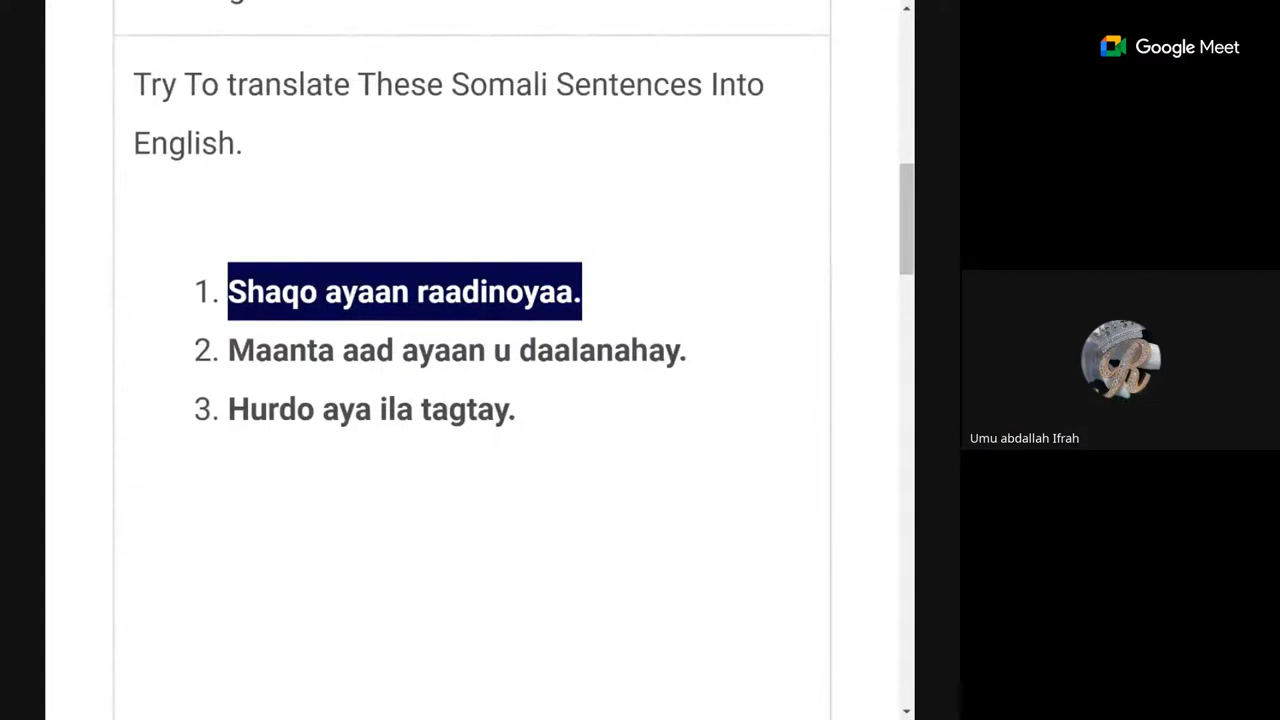 Try To translate These Somali Sentences Into
English.
1. Shaqo ayaan raadinoyaa.
2. Maanta aad ayaan u daalanahay.
3. Hurdo aya ila tagtay.
Google Meet
Umu abdallah Ifrah